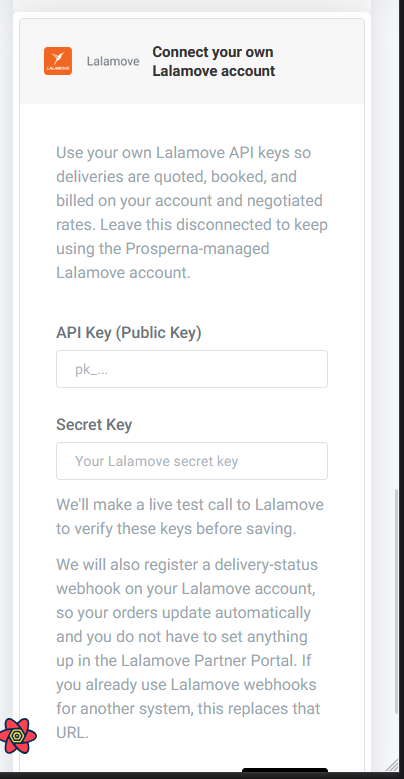 LALAMOVE
Lalamove
Connect your own
Lalamove account
Use your own Lalamove API keys so
deliveries are quoted, booked, and
billed on your account and negotiated
rates. Leave this disconnected to keep
using the Prosperna-managed
Lalamove account.
API Key (Public Key)
pk_...
Secret Key
Your Lalamove secret key
We'll make a live test call to Lalamove
to verify these keys before saving.
We will also register a delivery-status
webhook on your Lalamove account,
so your orders update automatically
and you do not have to set anything
up in the Lalamove Partner Portal. If
you already use Lalamove webhooks
for another system, this replaces that
URL.